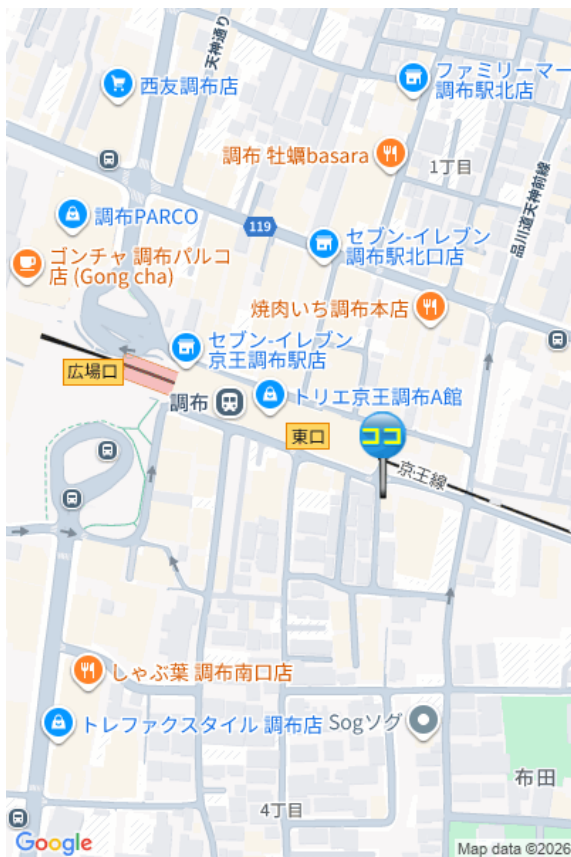 天神通り
西友調布店
ファミリーマー
調布駅北店
調布 牡蠣basara
1丁目
品川道天神前線
調布PARCO
119
セブン-イレブン
調布駅北口店
ゴンチャ 調布パルコ
店 (Gong cha)
焼肉いち調布本店
セブン-イレブン
京王調布駅店
広場口
調布
トリエ京王調布A館
東口
ココ
京王線
しゃぶ葉 調布南口店
トレファクスタイル 調布店
Sogソグ
布田
4丁目
Google
Map data ©2026